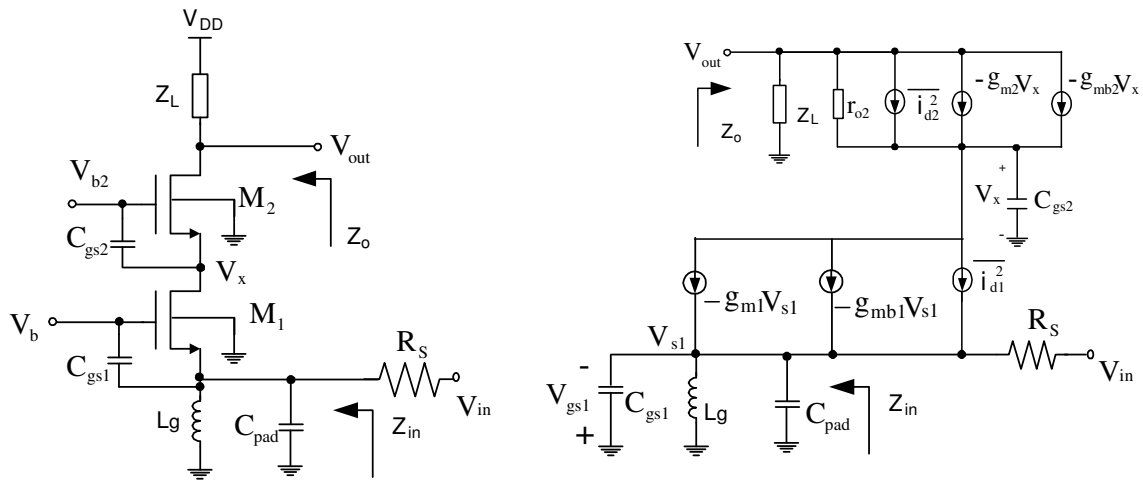 V_DD
Z_L
V_out
V_b2
M_2
C_gs2
Z_o
V_x
M_1
V_b
C_gs1
R_S
V_in
Lg
C_pad
Z_in
V_out
Z_o
Z_L
r_o2
i_d2^2
-g_m2V_x
-g_mb2V_x
+
V_x
C_gs2
-
-g_m1V_s1
-g_mb1V_s1
i_d1^2
R_S
V_s1
V_in
-
V_gs1
C_gs1
+
Lg
C_pad
Z_in